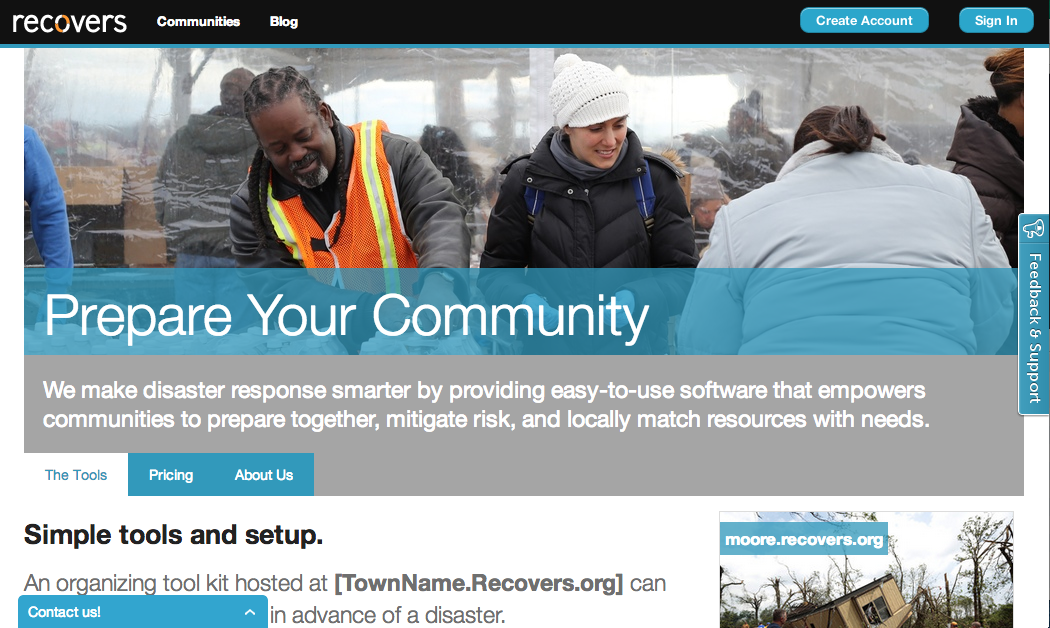 recovers Communities Blog Create Account Sign In
Prepare Your Community
Feedback & Support
We make disaster response smarter by providing easy-to-use software that empowers
communities to prepare together, mitigate risk, and locally match resources with needs.
The Tools Pricing About Us
Simple tools and setup.
moore.recovers.org
An organizing tool kit hosted at [TownName.Recovers.org] can
Contact us! in advance of a disaster.